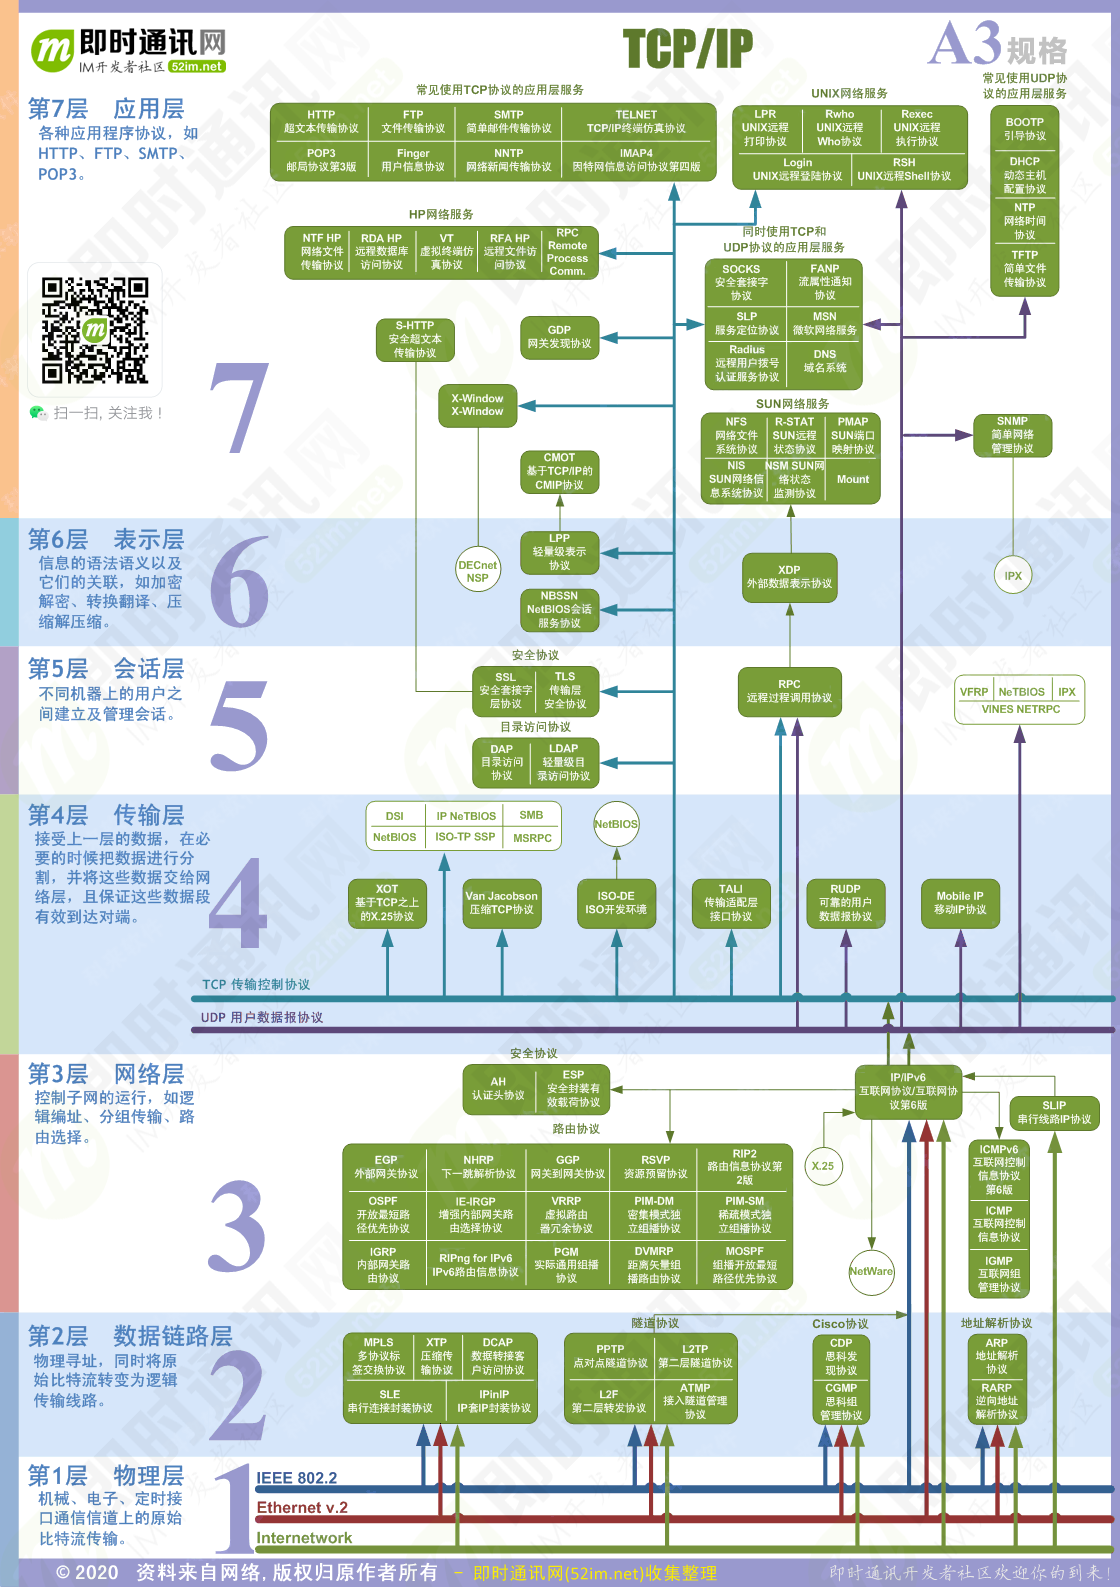 即时通讯网
IM开发者社区 52im.net
TCP/IP
A3规格
第7层 应用层
各种应用程序协议，如
HTTP、FTP、SMTP、
POP3。
常见使用TCP协议的应用层服务
HTTP
超文本传输协议
FTP
文件传输协议
SMTP
简单邮件传输协议
TELNET
TCP/IP终端仿真协议
POP3
邮局协议第3版
Finger
用户信息协议
NNTP
网络新闻传输协议
IMAP4
因特网信息访问协议第四版
UNIX网络服务
LPR
UNIX远程
打印协议
Rwho
UNIX远程
Who协议
Rexec
UNIX远程
执行协议
Login
UNIX远程登陆协议
RSH
UNIX远程Shell协议
常见使用UDP协
议的应用层服务
BOOTP
引导协议
DHCP
动态主机
配置协议
NTP
网络时间
协议
TFTP
简单文件
传输协议
HP网络服务
NTF HP
网络文件
传输协议
RDA HP
远程数据库
访问协议
VT
虚拟终端仿
真协议
RFA HP
远程文件访
问协议
RPC
Remote
Process
Comm.
同时使用TCP和
UDP协议的应用层服务
SOCKS
安全套接字
协议
FANP
流属性通知
协议
SLP
服务定位协议
MSN
微软网络服务
Radius
远程用户拨号
认证服务协议
DNS
域名系统
扫一扫, 关注我！
7
S-HTTP
安全超文本
传输协议
GDP
网关发现协议
X-Window
X-Window
CMOT
基于TCP/IP的
CMIP协议
SUN网络服务
NFS
网络文件
系统协议
R-STAT
SUN远程
状态协议
PMAP
SUN端口
映射协议
NIS
SUN网络信
息系统协议
NSM SUN网
络状态
监测协议
Mount
SNMP
简单网络
管理协议
第6层 表示层
信息的语法语义以及
它们的关联，如加密
解密、转换翻译、压
缩解压缩。
6
DECnet
NSP
LPP
轻量级表示
协议
NBSSN
NetBIOS会话
服务协议
XDP
外部数据表示协议
IPX
第5层 会话层
不同机器上的用户之
间建立及管理会话。
5
安全协议
SSL
安全套接字
层协议
TLS
传输层
安全协议
目录访问协议
DAP
目录访问
协议
LDAP
轻量级目
录访问协议
RPC
远程过程调用协议
VFRP
NeTBIOS
IPX
VINES NETRPC
第4层 传输层
接受上一层的数据，在必
要的时候把数据进行分
割，并将这些数据交给网
络层，且保证这些数据段
有效到达对端。
4
DSI
IP NeTBIOS
SMB
NetBIOS
ISO-TP SSP
MSRPC
NetBIOS
XOT
基于TCP之上
的X.25协议
Van Jacobson
压缩TCP协议
ISO-DE
ISO开发环境
TALI
传输适配层
接口协议
RUDP
可靠的用户
数据报协议
Mobile IP
移动IP协议
TCP 传输控制协议
UDP 用户数据报协议
第3层 网络层
控制子网的运行，如逻
辑编址、分组传输、路
由选择。
3
安全协议
AH
认证头协议
ESP
安全封装有
效载荷协议
IP/IPv6
互联网协议/互联网协
议第6版
SLIP
串行线路IP协议
路由协议
EGP
外部网关协议
NHRP
下一跳解析协议
GGP
网关到网关协议
RSVP
资源预留协议
RIP2
路由信息协议第
2版
OSPF
开放最短路
径优先协议
IE-IRGP
增强内部网关路
由选择协议
VRRP
虚拟路由
器冗余协议
PIM-DM
密集模式独
立组播协议
PIM-SM
稀疏模式独
立组播协议
IGRP
内部网关路
由协议
RIPng for IPv6
IPv6路由信息协议
PGM
实际通用组播
协议
DVMRP
距离矢量组
播路由协议
MOSPF
组播开放最短
路径优先协议
X.25
NetWare
ICMPv6
互联网控制
信息协议
第6版
ICMP
互联网控制
信息协议
IGMP
互联网组
管理协议
第2层 数据链路层
物理寻址，同时将原
始比特流转变为逻辑
传输线路。
2
MPLS
多协议标
签交换协议
XTP
压缩传
输协议
DCAP
数据转接客
户访问协议
SLE
串行连接封装协议
IPinIP
IP套IP封装协议
隧道协议
PPTP
点对点隧道协议
L2TP
第二层隧道协议
L2F
第二层转发协议
ATMP
接入隧道管理
协议
Cisco协议
CDP
思科发
现协议
CGMP
思科组
管理协议
地址解析协议
ARP
地址解析
协议
RARP
逆向地址
解析协议
第1层 物理层
机械、电子、定时接
口通信信道上的原始
比特流传输。
1
IEEE 802.2
Ethernet v.2
Internetwork
© 2020 资料来自网络, 版权归原作者所有 - 即时通讯网(52im.net)收集整理
即时通讯开发者社区欢迎你的到来！